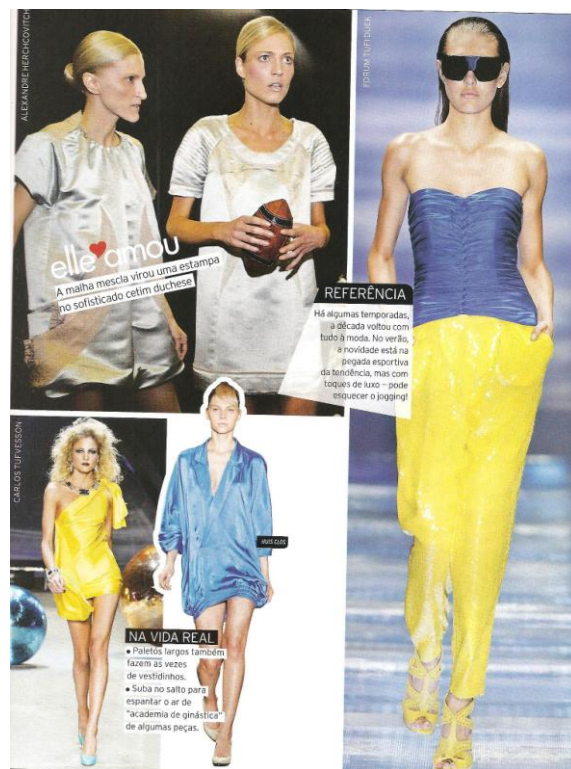 ALEXANDRE HERCHCOVITCH
FORUM TUFI DUEK
elle amou
A malha mescla virou uma estampa
no sofisticado cetim duchese
REFERÊNCIA
Há algumas temporadas,
a década voltou com
tudo à moda. No verão,
a novidade está na
pegada esportiva
da tendência, mas com
toques de luxo – pode
esquecer o jogging!
CARLOS TUFVESSON
HUIS CLOS
NA VIDA REAL
• Paletós largos também
fazem as vezes
de vestidinhos.
• Suba no salto para
espantar o ar de
"academia de ginástica"
de algumas peças.